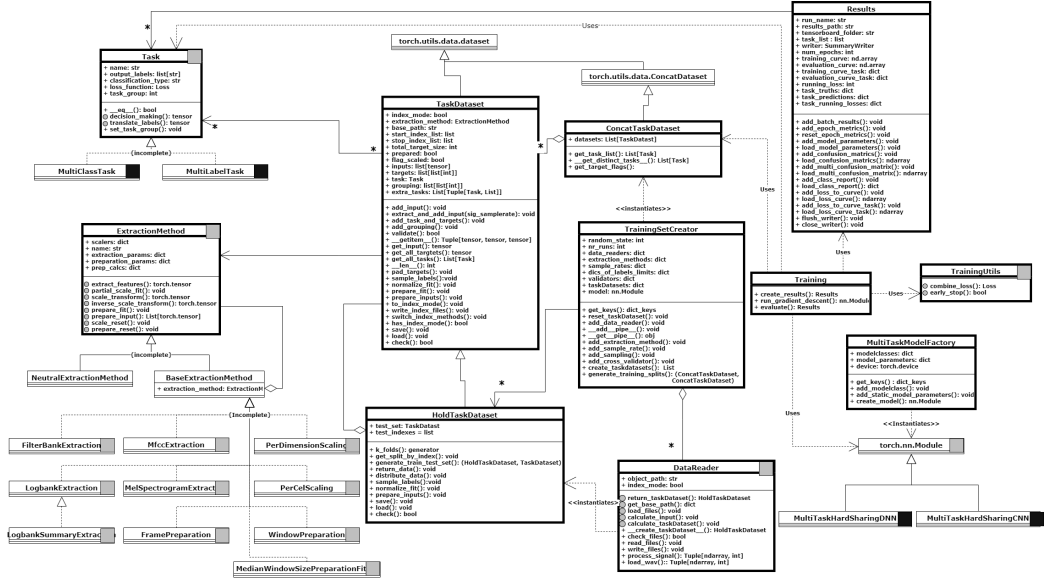 Results
+ run_name: str
+ results_path: str
+ tensorboard_folder: str
+ task_list : list
+ writer: SummaryWriter
+ num_epochs: int
+ training_curve: nd.array
+ evaluation_curve: nd.array
+ training_curve_task: dict
+ evaluation_curve_task: dict
+ running_loss: int
+ task_truths: dict
+ task_predictions: dict
+ task_running_losses: dict
+ add_batch_results(): void
+ add_epoch_metrics(): void
+ reset_epoch_metrics(): void
+ add_model_parameters(): void
+ load_model_parameters(): void
+ add_confusion_matrics(): void
+ load_confusion_matrics(): ndarray
+ add_multi_confusion_matrix(): void
+ load_multi_confusion_matrix(): ndarray
+ add_class_report(): void
+ load_class_report(): dict
+ add_loss_to_curve(): void
+ load_loss_curve(): ndarray
+ add_loss_to_curve_task(): void
+ load_loss_curve_task(): ndarray
+ flush_writer(): void
+ close_writer(): void
Uses
*
Task
+ name: str
+ output_labels: list[str]
+ classification_type: str
+ loss_function: Loss
+ task_group: int
+ __eq__(): bool
decision_making(): tensor
translate_labels(): tensor
+ set_task_group(): void
*
(incomplete)
MultiClassTask
MultiLabelTask
torch.utils.data.dataset
torch.utils.data.ConcatDataset
TaskDataset
+ index_mode: bool
+ extraction_method: ExtractionMethod
+ base_path: str
+ start_index_list: list
+ stop_index_list: list
+ total_target_size: int
+ prepared: bool
+ flag_scaled: bool
+ inputs: list[tensor]
+ targets: list[list[int]]
+ task: Task
+ grouping: list[list[int]]
+ extra_tasks: List[Tuple[Task, List]]
+ add_input(): void
+ extract_and_add_input(sig_samplerate): void
+ add_task_and_targets(): void
+ add_grouping(): void
+ validate(): bool
+ __getitem__(): Tuple[tensor, tensor, tensor]
+ get_input(): tensor
+ get_all_targtets(): tensor
+ get_all_tasks(): List[Task]
+ __len__(): int
+ pad_targets(): void
+ sample_labels():void
+ normalize_fit(): void
+ prepare_fit(): void
+ prepare_inputs(): void
+ to_index_mode(): void
+ write_index_files(): void
+ switch_index_methods(): void
+ has_index_mode(): bool
+ save(): void
+ load(): void
+ check(): bool
*
*
ConcatTaskDataset
+ datasets: List[TaskDatast]
+ get_task_list(): List[Task]
+ __get_distinct_tasks__(): List[Task]
+ get_target_flags():
<<instantiates>>
TrainingSetCreator
+ random_state: int
+ nr_runs: int
+ data_readers: dict
+ extraction_methods: dict
+ sample_rates: dict
+ dics_of_labels_limits: dict
+ validators: dict
+ taskDatasets: dict
+ model: nn.Module
+ get_keys(): dict_keys
+ reset_taskDataset(): void
+ add_data_reader(): void
+ __add__pipe__(): void
+ __get__pipe__(): obj
+ add_extraction_method(): void
+ add_sample_rate(): void
+ add_sampling(): void
+ add_cross_validator(): void
+ create_taskdatasets(): List
+ generate_training_splits(): (ConcatTaskDataset,
ConcatTaskDataset)
Uses
Uses
Training
+ create_results(): Results
+ run_gradient_descent(): nn.Module
+ evaluate(): Results
Uses
TrainingUtils
combine_loss(): Loss
early_stop(): bool
MultiTaskModelFactory
+ modelclasses: dict
+ model_parameters: dict
+ device: torch.device
+ get_keys() : dict_keys
+ add_modelclass(): void
+ add_static_model_parameters(): void
+ create_model(): nn.Module
Uses
<<Instantiates>>
torch.nn.Module
MultiTaskHardSharingDNN
MultiTaskHardSharingCNN
ExtractionMethod
+ scalers: dict
+ name: str
+ extraction_params: dict
+ preparation_params: dict
+ prep_calcs: dict
extract_features(): torch.tensor
partial_scale_fit(): void
scale_transform(): torch.tensor
inverse_scale_transform(): torch.tensor
prepare_fit(): void
prepare_input(): List[torch.tensor]
scale_reset(): void
prepare_reset(): void
(incomplete)
NeutralExtractionMethod
BaseExtractionMethod
+ extraction_method: ExtractionM
(Incomplete)
FilterBankExtraction
MfccExtraction
PerDimensionScaling
LogbankExtraction
MelSpectrogramExtract
PerCelScaling
LogbankSummaryExtrac
FramePreparation
WindowPreparation
MedianWindowSizePreparationFit
*
HoldTaskDataset
+ test_set: TaskDatast
+ test_indexes = list
+ k_folds(): generator
+ get_split_by_index(): void
+ generate_train_test_set(): (HoldTaskDataset, TaskDataset)
+ return_data(): void
+ distribute_data(): void
+ sample_labels():void
+ normalize_fit(): void
+ prepare_inputs(): void
+ save(): void
+ load(): void
+ check(): bool
<<instantiates>>
*
DataReader
+ object_path: str
+ index_mode: bool
return_taskDataset(): HoldTaskDataset
get_base_path(): dict
load_files(): void
calculate_input(): void
calculate_taskDataset(): void
+ __create_taskDataset__(): HoldTaskDataset
+ check_files(): bool
+ read_files(): void
+ write_files(): void
+ process_signal(): Tuple[ndarray, int]
+ load_wav():: Tuple[ndarray, int]